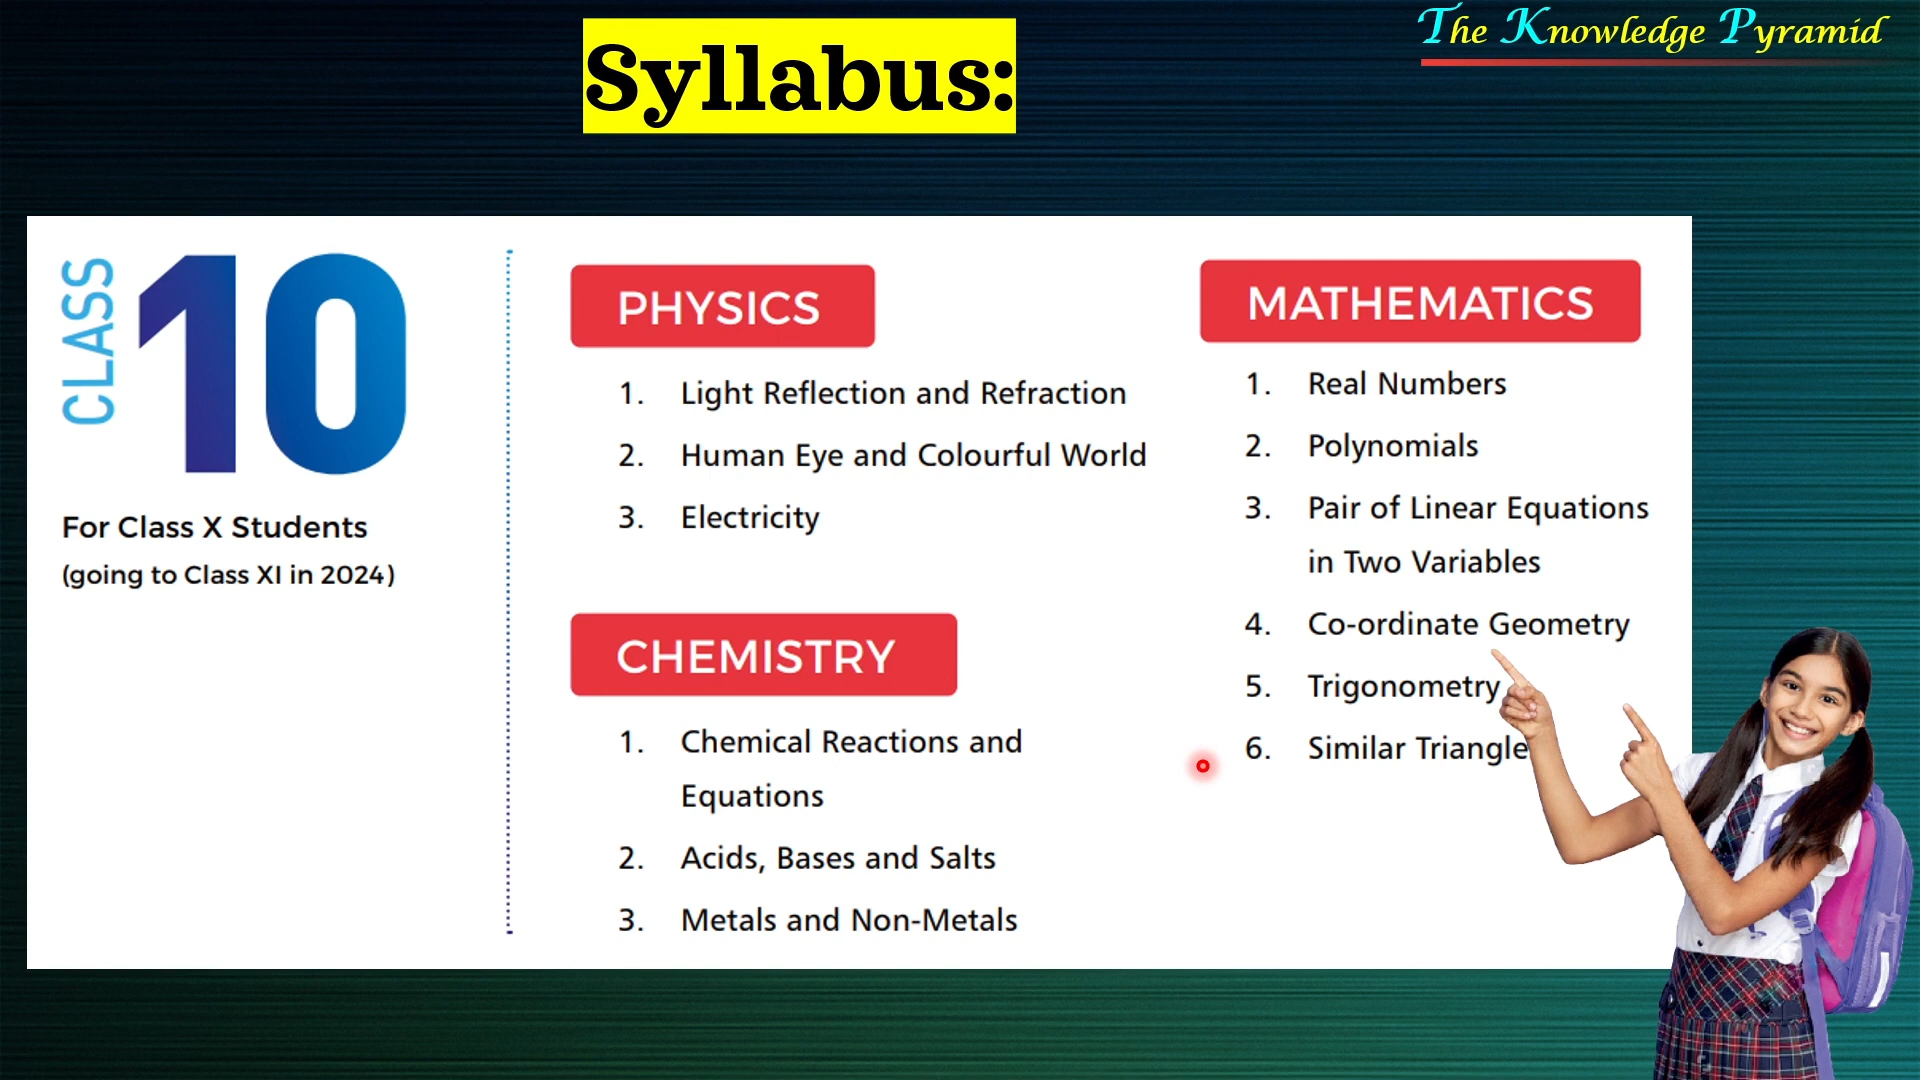 The Knowledge Pyramid
Syllabus:
CLASS
10
For Class X Students
(going to Class XI in 2024)
PHYSICS
1. Light Reflection and Refraction
2. Human Eye and Colourful World
3. Electricity
CHEMISTRY
1. Chemical Reactions and
Equations
2. Acids, Bases and Salts
3. Metals and Non-Metals
MATHEMATICS
1. Real Numbers
2. Polynomials
3. Pair of Linear Equations
in Two Variables
4. Co-ordinate Geometry
5. Trigonometry
6. Similar Triangle